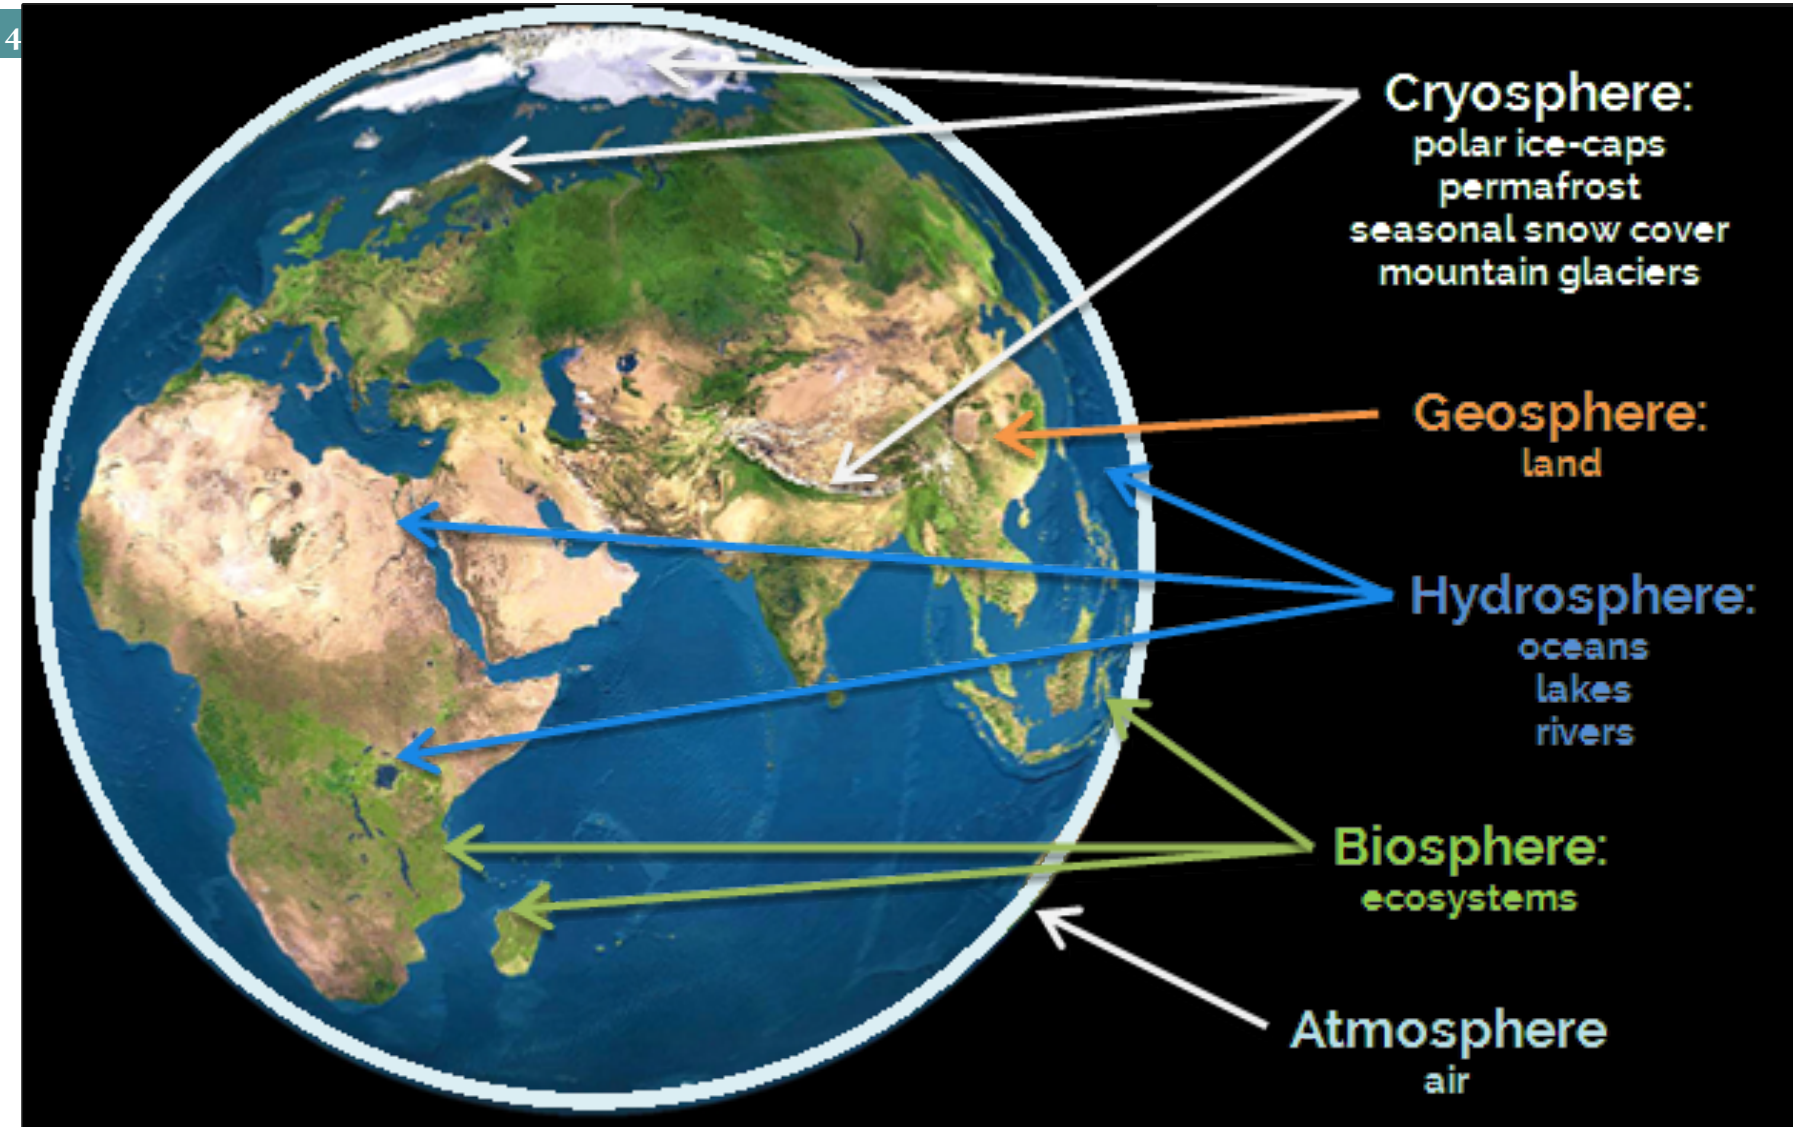 4
Cryosphere:
polar ice-caps
permafrost
seasonal snow cover
mountain glaciers
Geosphere:
land
Hydrosphere:
oceans
lakes
rivers
Biosphere:
ecosystems
Atmosphere
air